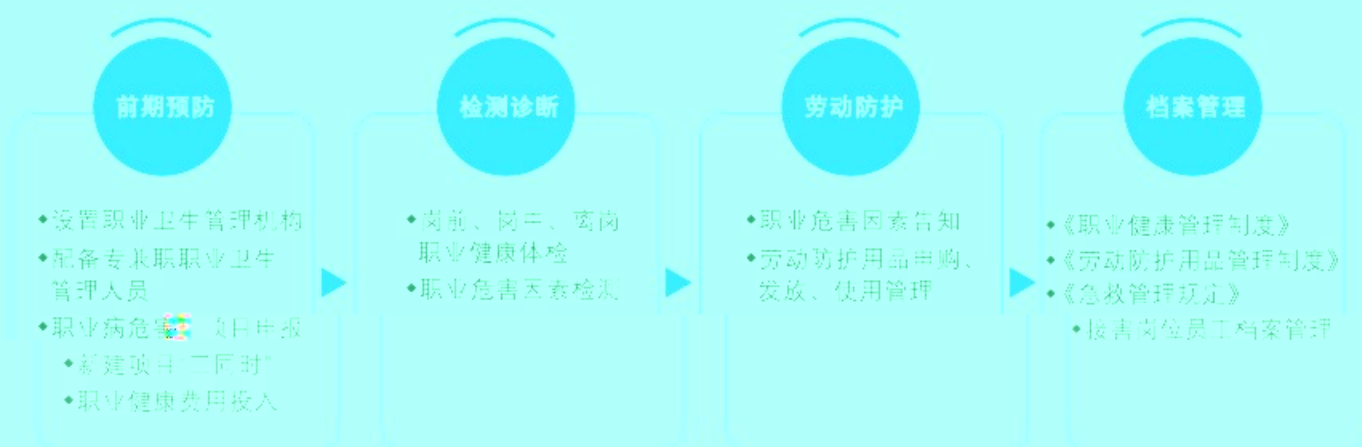 前期预防
◆设置职业卫生管理机构
◆配备专兼职职业卫生
管理人员
◆职业病危害 项目申报
◆新建项目“三同时”
◆职业健康费用投入
检测诊断
◆岗前、岗中、离岗
职业健康体检
◆职业危害因素检测
劳动防护
◆职业危害因素告知
◆劳动防护用品申购、
发放、使用管理
档案管理
◆《职业健康管理制度》
◆《劳动防护用品管理制度》
◆《急救管理规定》
◆接害岗位员工档案管理